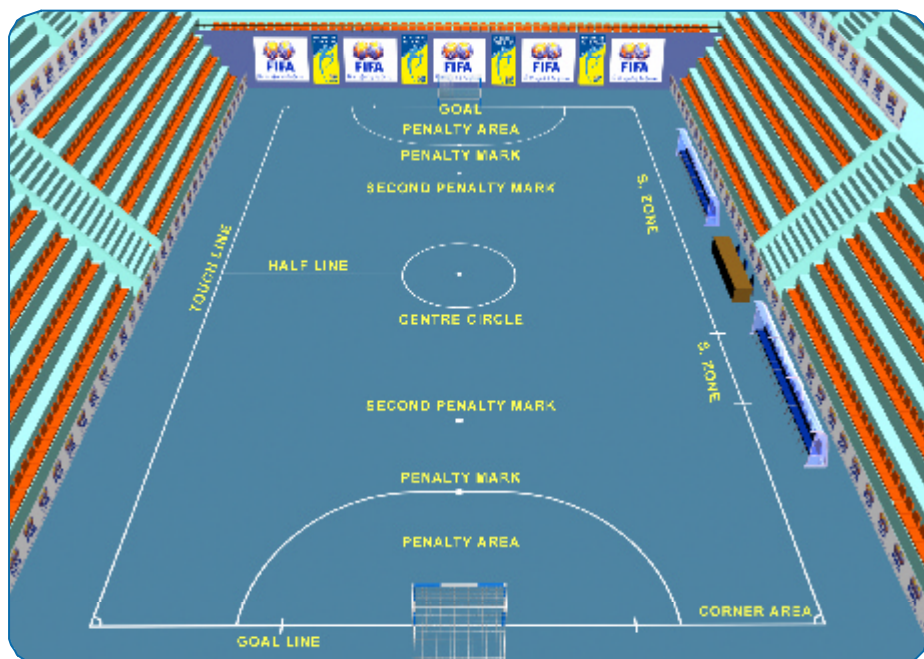 FIFA
FIFA
FIFA
FIFA
FIFA
GOAL
PENALTY AREA
PENALTY MARK
SECOND PENALTY MARK
S. ZONE
TOUCH LINE
HALF LINE
CENTRE CIRCLE
S. ZONE
SECOND PENALTY MARK
PENALTY MARK
PENALTY AREA
CORNER AREA
GOAL LINE